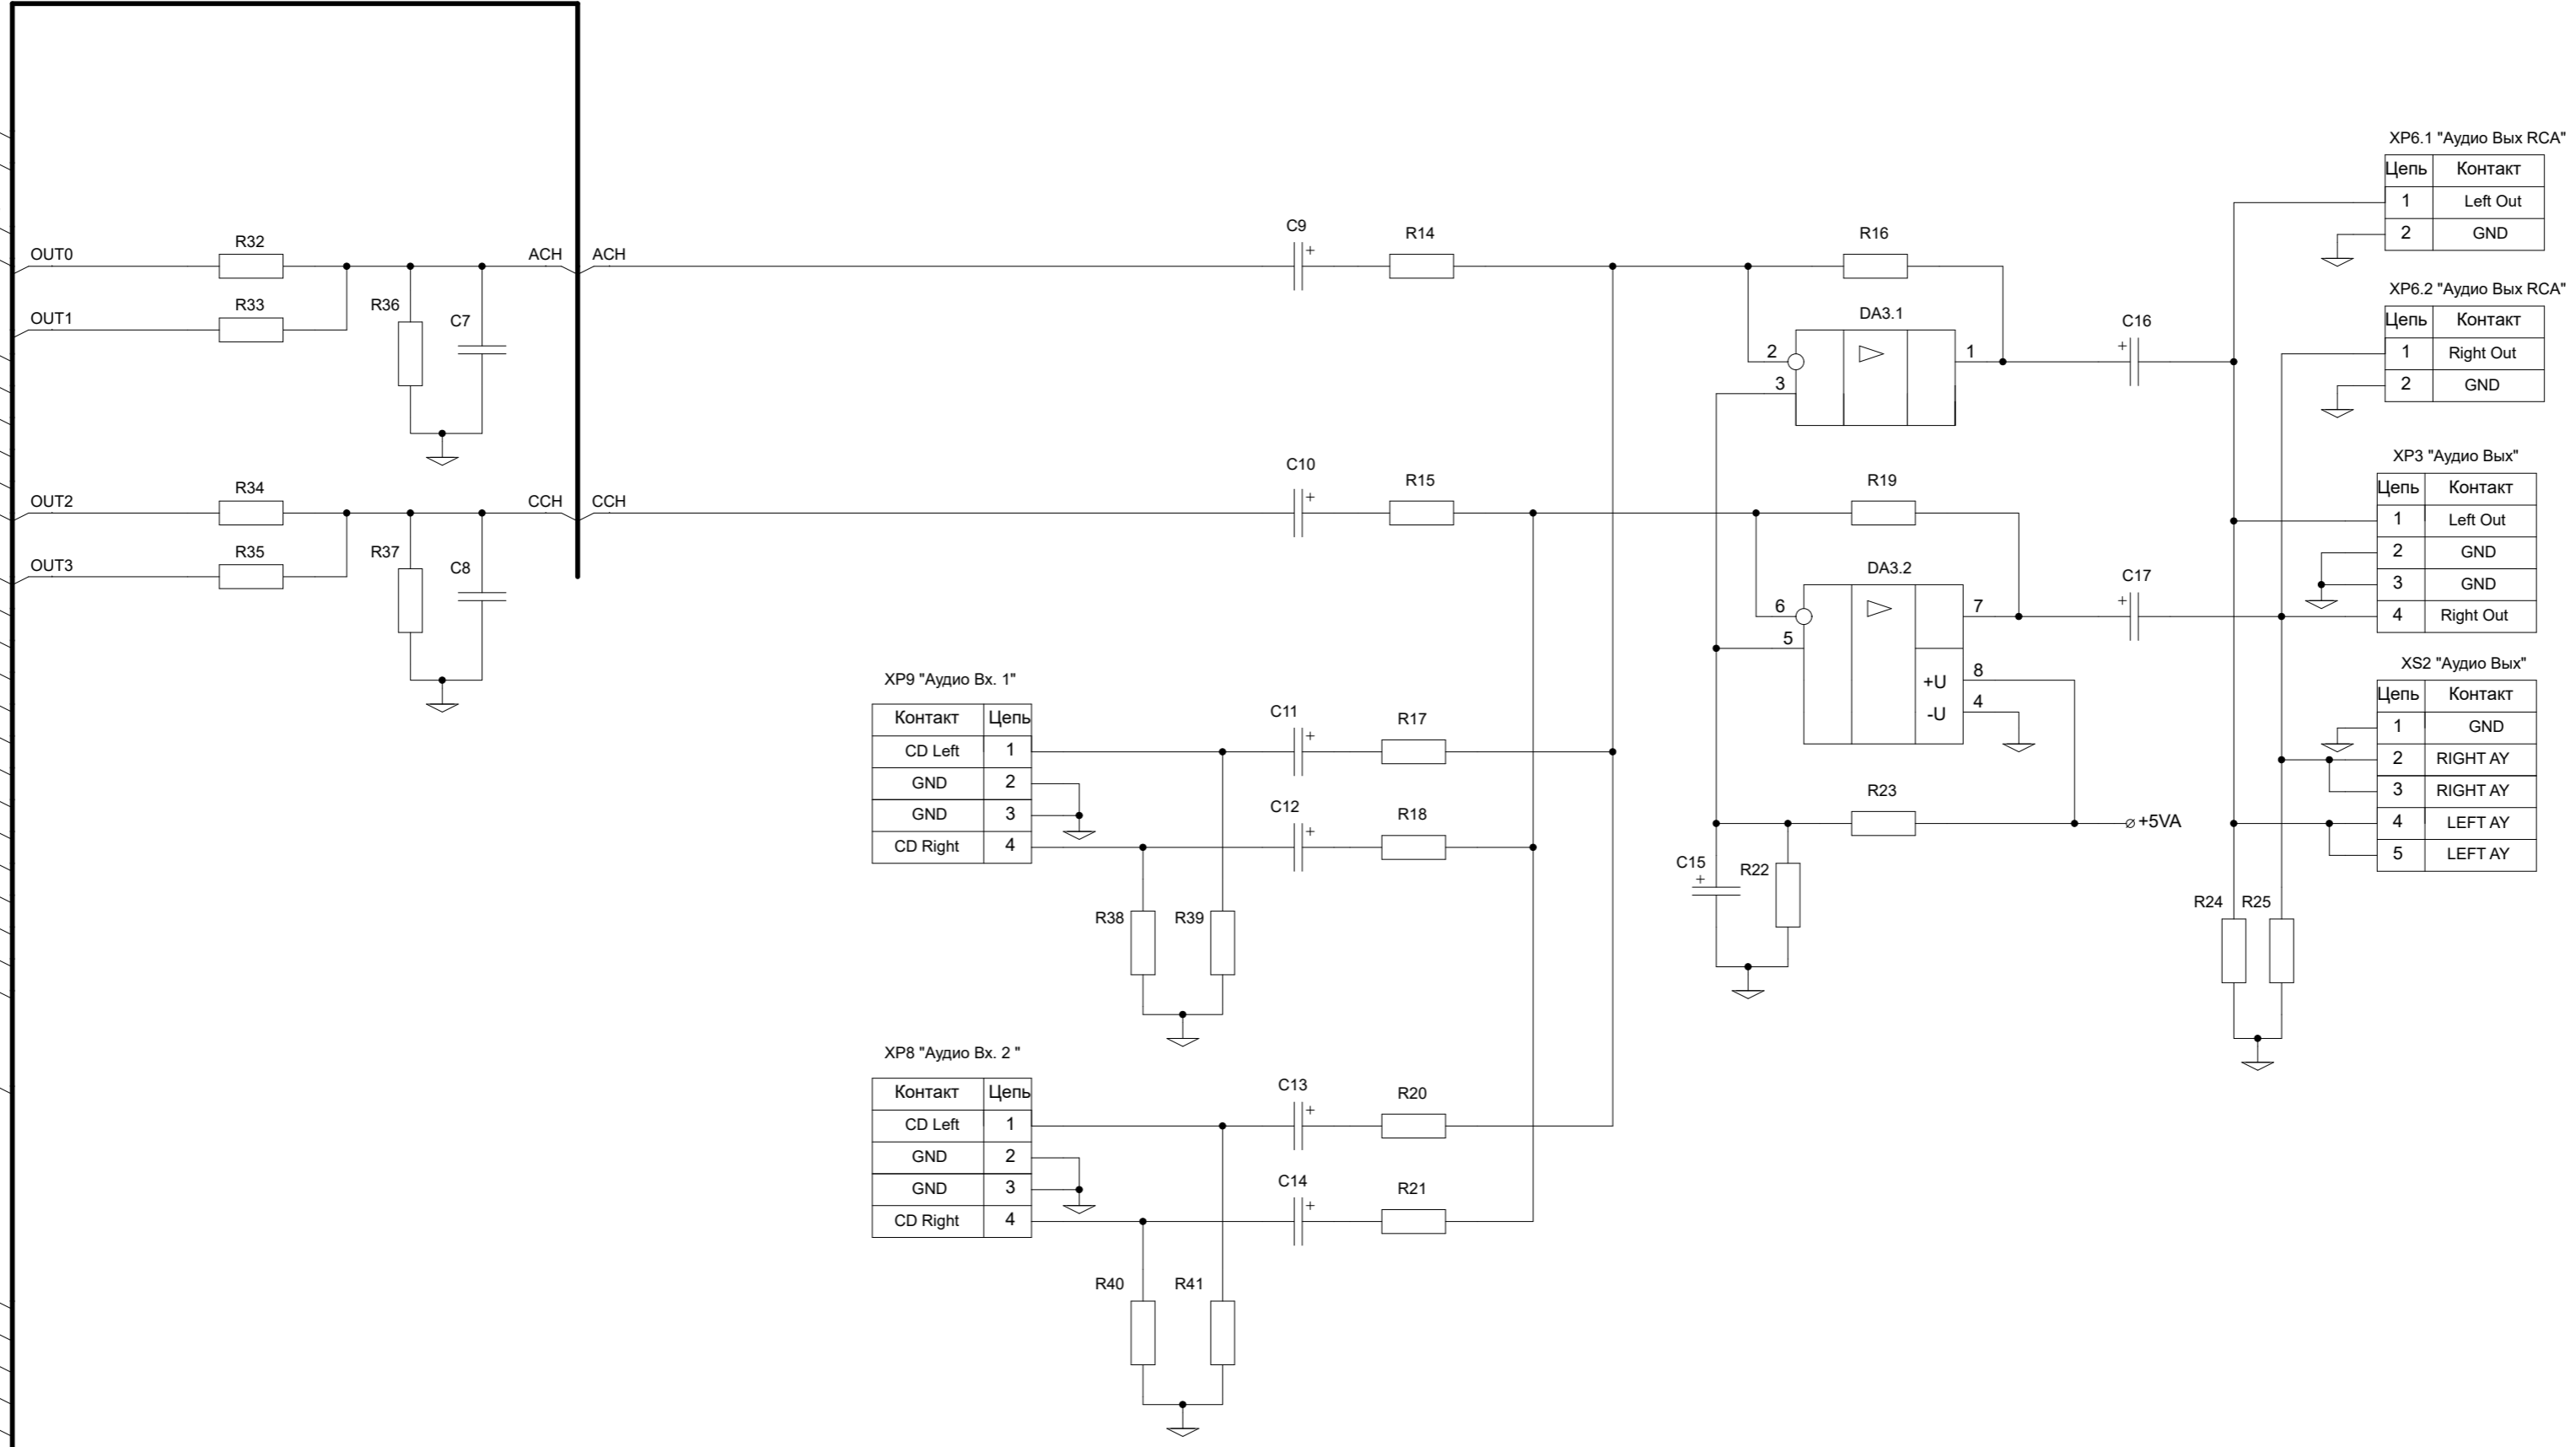 OUT0
R32
OUT1
R33
R36
C7
ACH
ACH
OUT2
R34
OUT3
R35
R37
C8
CCH
CCH
C9
+
R14
R16
C10
+
R15
R19
DA3.1
2
3
1
C16
+
DA3.2
6
5
7
8
4
+U
-U
C17
+
R23
+5VA
C15
+
R22
R24
R25
XP9 "Аудио Вх. 1"
Контакт Цепь
CD Left 1
GND 2
GND 3
CD Right 4
C11
+
R17
C12
+
R18
R38
R39
XP8 "Аудио Вх. 2 "
Контакт Цепь
CD Left 1
GND 2
GND 3
CD Right 4
C13
+
R20
C14
+
R21
R40
R41
XP6.1 "Аудио Вых RCA"
Цепь Контакт
1 Left Out
2 GND
XP6.2 "Аудио Вых RCA"
Цепь Контакт
1 Right Out
2 GND
XP3 "Аудио Вых"
Цепь Контакт
1 Left Out
2 GND
3 GND
4 Right Out
XS2 "Аудио Вых"
Цепь Контакт
1 GND
2 RIGHT AY
3 RIGHT AY
4 LEFT AY
5 LEFT AY